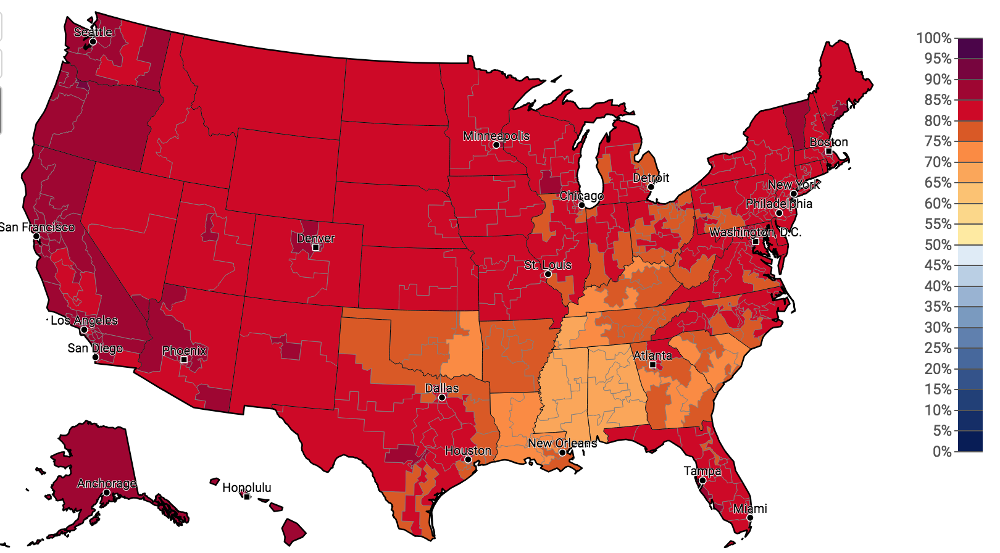 Seattle
Minneapolis
Boston
Detroit
New York
Chicago
Philadelphia
San Francisco
Denver
Washington, D.C.
St. Louis
Los Angeles
San Diego
Phoenix
Atlanta
Dallas
New Orleans
Houston
Tampa
Anchorage
Honolulu
Miami
100%
95%
90%
85%
80%
75%
70%
65%
60%
55%
50%
45%
40%
35%
30%
25%
20%
15%
10%
5%
0%